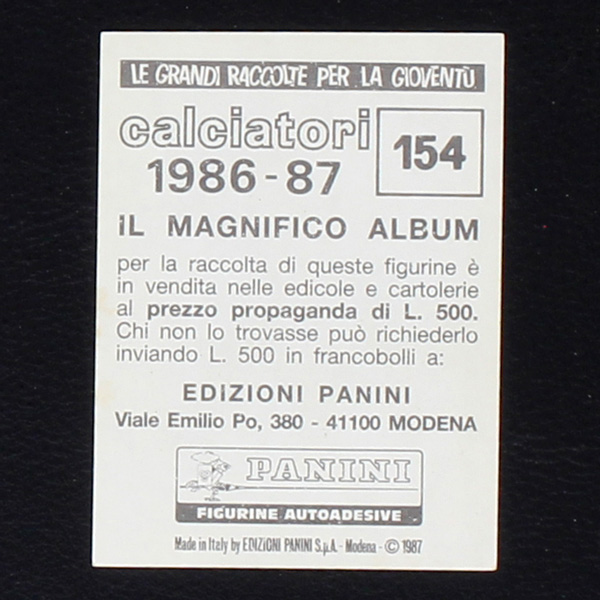 LE GRANDI RACCOLTE PER LA GIOVENTÙ
calciatori
1986-87
154
IL MAGNIFICO ALBUM
per la raccolta di queste figurine è
in vendita nelle edicole e cartolerie
al prezzo propaganda di L. 500.
Chi non lo trovasse può richiederlo
inviando L. 500 in francobolli a:
EDIZIONI PANINI
Viale Emilio Po, 380 - 41100 MODENA
PANINI
FIGURINE AUTOADESIVE
Made in Italy by EDIZIONI PANINI S.p.A. - Modena - © 1987